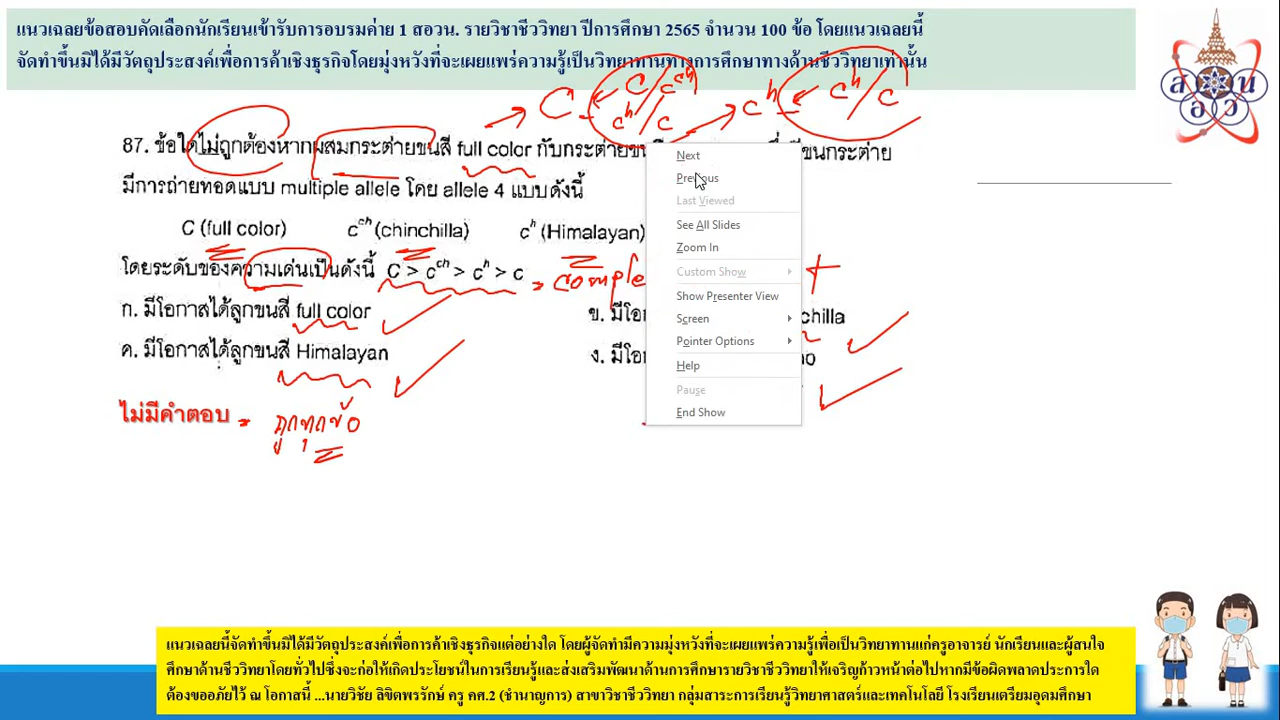 แนวเฉลยข้อสอบคัดเลือกนักเรียนเข้ารับการอบรมค่าย 1 สอวน. รายวิชาชีววิทยา ปีการศึกษา 2565 จำนวน 100 ข้อ โดยแนวเฉลยนี้
จัดทำขึ้นมิได้มีวัตถุประสงค์เพื่อการค้าเชิงธุรกิจโดยมุ่งหวังที่จะเผยแพร่ความรู้เป็นวิทยาทานทางการศึกษาทางด้านชีววิทยาเท่านั้น
สอวน
→ C ← C/c^ch c^h/c → c^h ← c^h/c
87. ข้อใดไม่ถูกต้องหากผสมกระต่ายขนสี full color กับกระต่ายขน ขนกระต่าย
มีการถ่ายทอดแบบ multiple allele โดย allele 4 แบบดังนี้
C (full color) c^ch (chinchilla) c^h (Himalayan)
โดยระดับของความเด่นเป็นดังนี้ C > c^ch > c^h > c = comple
ก. มีโอกาสได้ลูกขนสี full color ข. มีโอ chilla
ค. มีโอกาสได้ลูกขนสี Himalayan ง. มีโอ no
ไม่มีคำตอบ = ถูกทุกข้อ
Next
Previous
Last Viewed
See All Slides
Zoom In
Custom Show
Show Presenter View
Screen
Pointer Options
Help
Pause
End Show
แนวเฉลยนี้จัดทำขึ้นมิได้มีวัตถุประสงค์เพื่อการค้าเชิงธุรกิจแต่อย่างใด โดยผู้จัดทำมีความมุ่งหวังที่จะเผยแพร่ความรู้เพื่อเป็นวิทยาทานแก่ครูอาจารย์ นักเรียนและผู้สนใจ
ศึกษาด้านชีววิทยาโดยทั่วไปซึ่งจะก่อให้เกิดประโยชน์ในการเรียนรู้และส่งเสริมพัฒนาด้านการศึกษารายวิชาชีววิทยาให้เจริญก้าวหน้าต่อไปหากมีข้อผิดพลาดประการใด
ต้องขออภัยไว้ ณ โอกาสนี้ ...นายวิชัย ลิขิตพรรักษ์ ครู คศ.2 (ชำนาญการ) สาขาวิชาชีววิทยา กลุ่มสาระการเรียนรู้วิทยาศาสตร์และเทคโนโลยี โรงเรียนเตรียมอุดมศึกษา